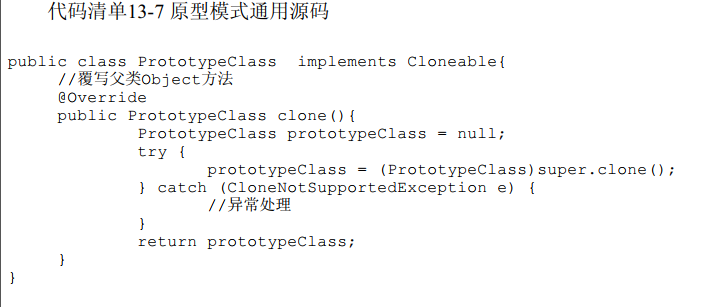 代码清单13-7 原型模式通用源码
public class PrototypeClass  implements Cloneable{
//覆写父类Object方法
@Override
public PrototypeClass clone(){
PrototypeClass prototypeClass = null;
try {
prototypeClass = (PrototypeClass)super.clone();
} catch (CloneNotSupportedException e) {
//异常处理
}
return prototypeClass;
}
}